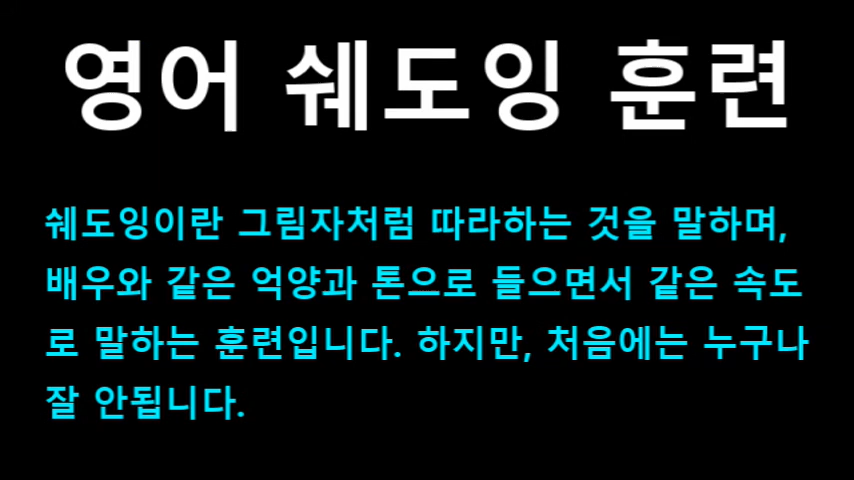 영어 쉐도잉 훈련
쉐도잉이란 그림자처럼 따라하는 것을 말하며,
배우와 같은 억양과 톤으로 들으면서 같은 속도
로 말하는 훈련입니다. 하지만, 처음에는 누구나
잘 안됩니다.